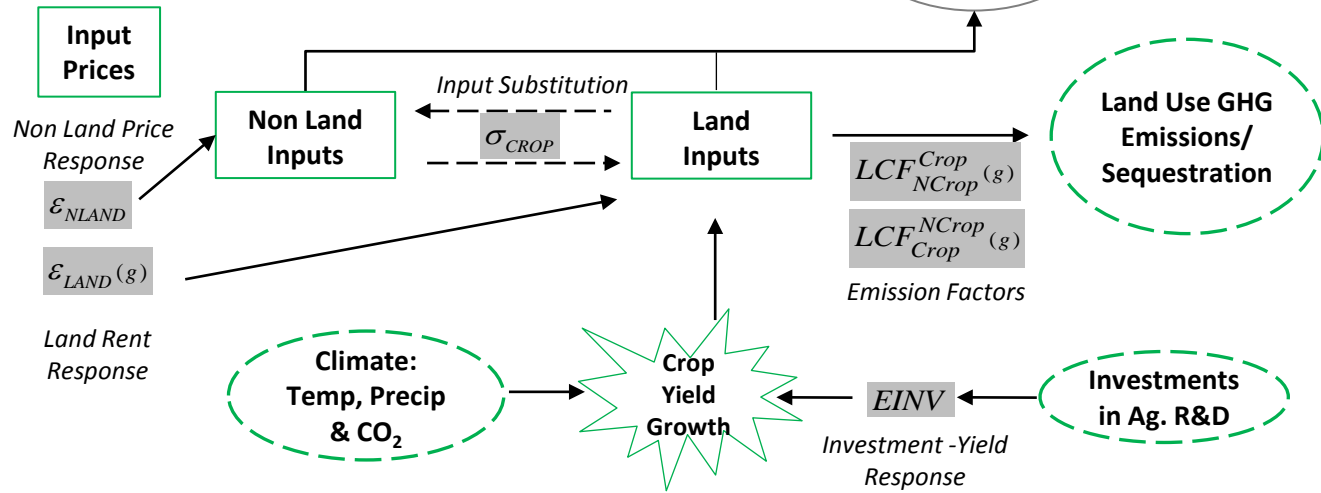 Input
Prices
Non Land Price
Response
ε_NLAND
ε_LAND(g)
Land Rent
Response
Non Land
Inputs
Input Substitution
σ_CROP
Land
Inputs
LCF^Crop_NCrop(g)
LCF^NCrop_Crop(g)
Emission Factors
Land Use GHG
Emissions/
Sequestration
Climate:
Temp, Precip
& CO₂
Crop
Yield
Growth
EINV
Investment -Yield
Response
Investments
in Ag. R&D